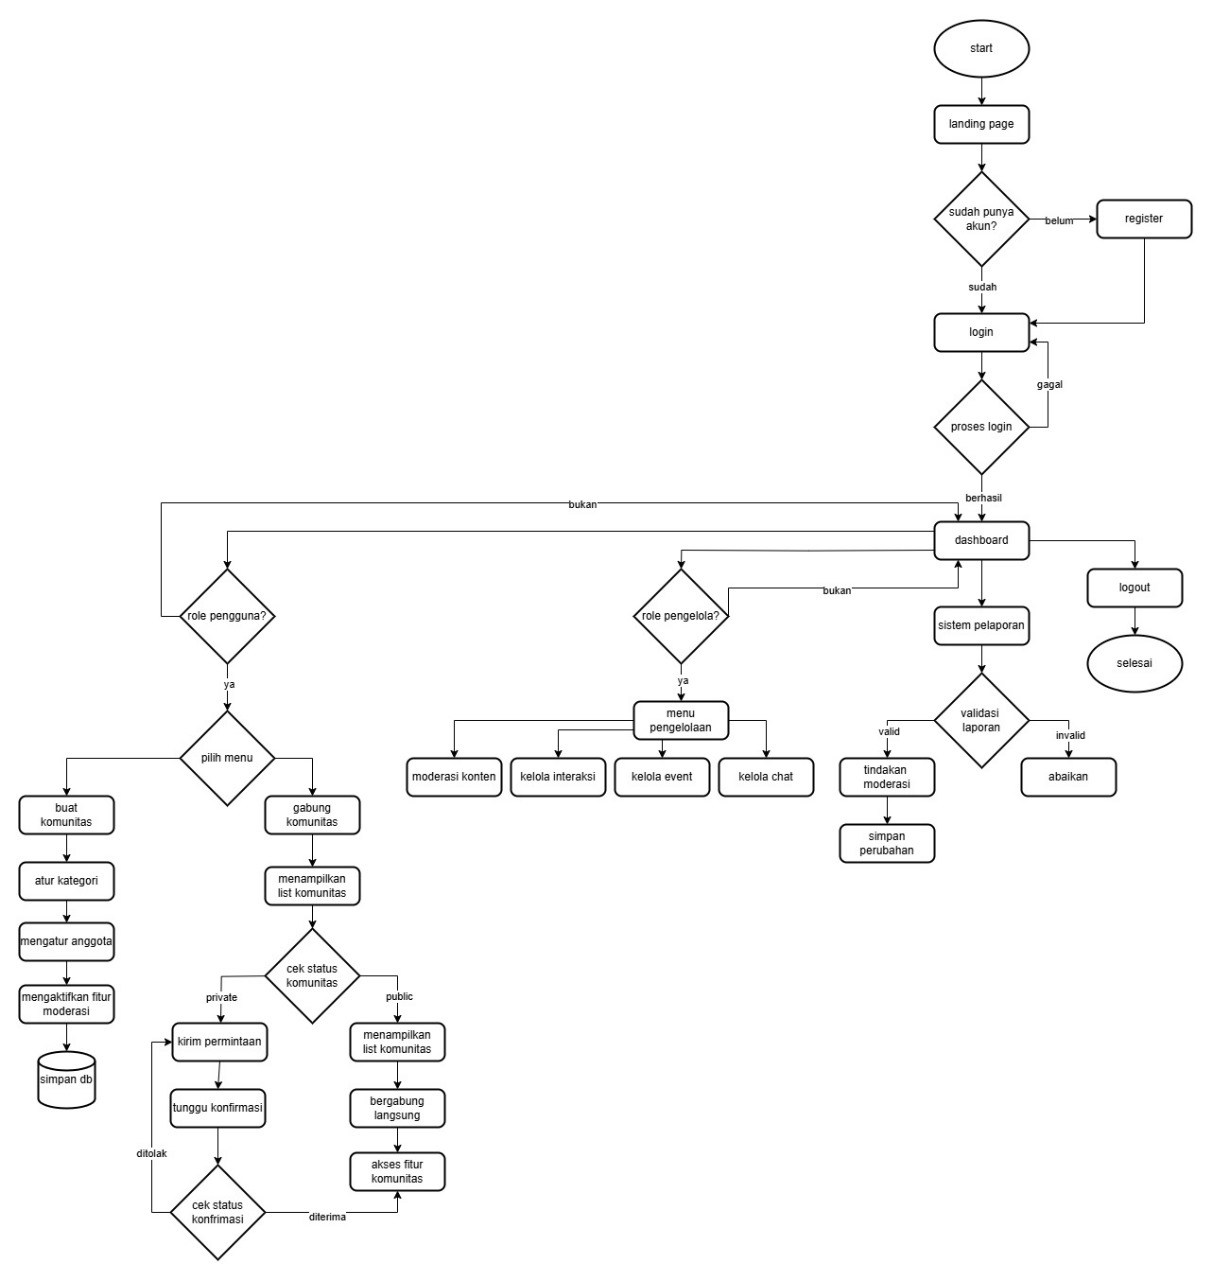 start
landing page
sudah punya
akun?
belum
register
sudah
login
gagal
proses login
berhasil
bukan
dashboard
role pengguna?
role pengelola?
bukan
logout
sistem pelaporan
selesai
ya
ya
menu
pengelolaan
validasi
laporan
valid
invalid
pilih menu
moderasi konten
kelola interaksi
kelola event
kelola chat
tindakan
moderasi
abaikan
buat
komunitas
gabung
komunitas
simpan
perubahan
atur kategori
menampilkan
list komunitas
mengatur anggota
cek status
komunitas
mengaktifkan fitur
moderasi
private
public
kirim permintaan
menampilkan
list komunitas
simpan db
tunggu konfirmasi
bergabung
langsung
ditolak
akses fitur
komunitas
cek status
konfrimasi
diterima